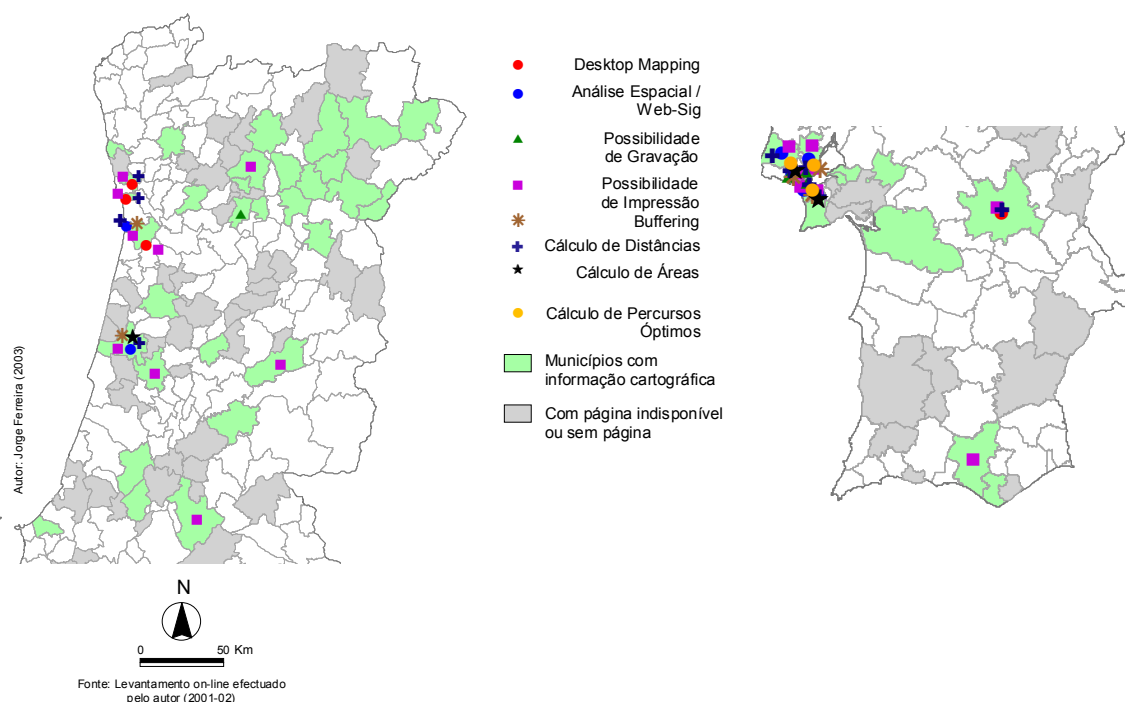 Desktop Mapping
Análise Espacial /
Web-Sig
Possibilidade
de Gravação
Possibilidade
de Impressão
Buffering
Cálculo de Distâncias
Cálculo de Áreas
Cálculo de Percursos
Óptimos
Municípios com
informação cartográfica
Com página indisponível
ou sem página
Autor: Jorge Ferreira (2003)
N
0 50 Km
Fonte: Levantamento on-line efectuado
pelo autor (2001-02)